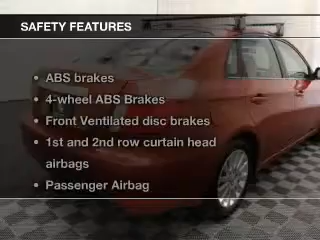 SAFETY FEATURES
• ABS brakes
• 4-wheel ABS Brakes
• Front Ventilated disc brakes
• 1st and 2nd row curtain head
airbags
• Passenger Airbag